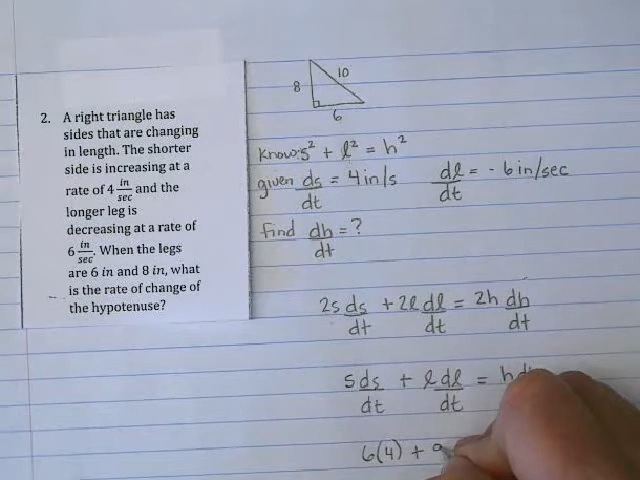 2. A right triangle has
sides that are changing
in length. The shorter
side is increasing at a
rate of 4 in/sec and the
longer leg is
decreasing at a rate of
6 in/sec. When the legs
are 6 in and 8 in, what
is the rate of change of
the hypotenuse?
8 10
6
know: s² + l² = h²
given ds/dt = 4 in/s dl/dt = - 6 in/sec
find dh/dt = ?
2s ds/dt + 2l dl/dt = 2h dh/dt
s ds/dt + l dl/dt = h
6(4) +